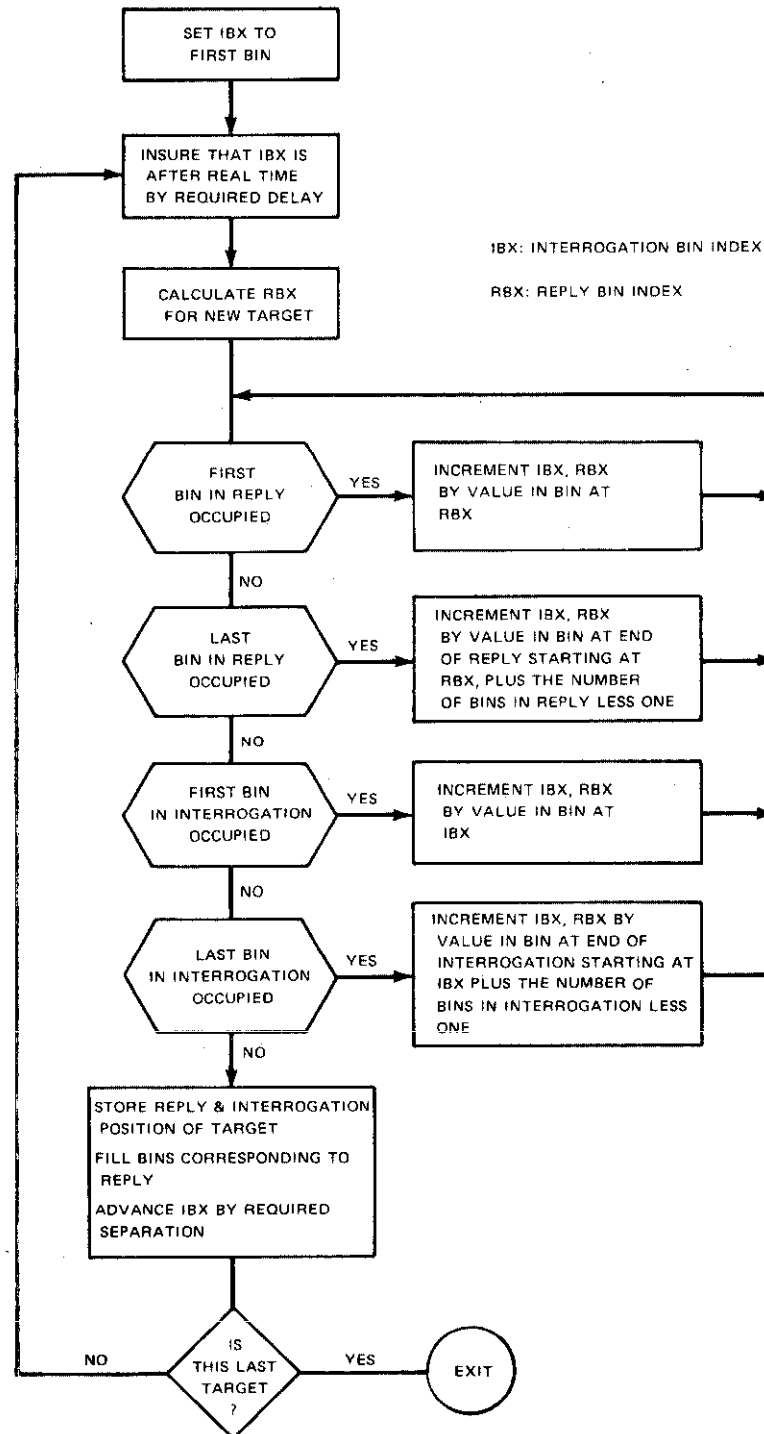 SET IBX TO
FIRST BIN
INSURE THAT IBX IS
AFTER REAL TIME
BY REQUIRED DELAY
IBX: INTERROGATION BIN INDEX
RBX: REPLY BIN INDEX
CALCULATE RBX
FOR NEW TARGET
FIRST
BIN IN REPLY
OCCUPIED
YES
INCREMENT IBX, RBX
BY VALUE IN BIN AT
RBX
NO
LAST
BIN IN REPLY
OCCUPIED
YES
INCREMENT IBX, RBX
BY VALUE IN BIN AT END
OF REPLY STARTING AT
RBX, PLUS THE NUMBER
OF BINS IN REPLY LESS ONE
NO
FIRST BIN
IN INTERROGATION
OCCUPIED
YES
INCREMENT IBX, RBX
BY VALUE IN BIN AT
IBX
NO
LAST BIN
IN INTERROGATION
OCCUPIED
YES
INCREMENT IBX, RBX BY
VALUE IN BIN AT END OF
INTERROGATION STARTING AT
IBX PLUS THE NUMBER OF
BINS IN INTERROGATION LESS
ONE
NO
STORE REPLY & INTERROGATION
POSITION OF TARGET
FILL BINS CORRESPONDING TO
REPLY
ADVANCE IBX BY REQUIRED
SEPARATION
IS
THIS LAST
TARGET
?
NO
YES
EXIT